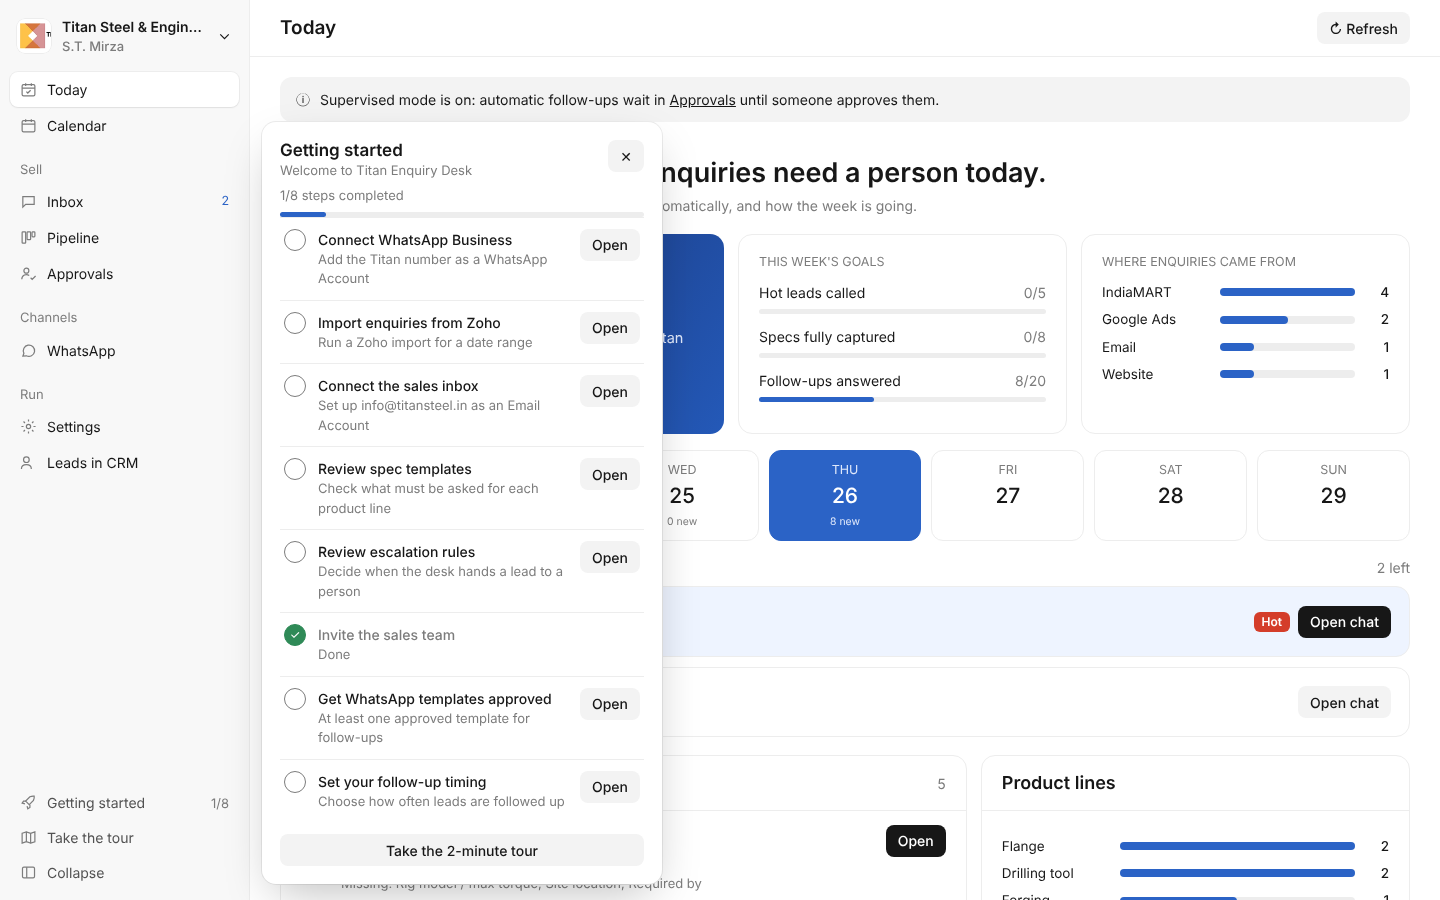 Titan Steel & Engin...
S.T. Mirza
Today
Calendar
Sell
Inbox 2
Pipeline
Approvals
Channels
WhatsApp
Run
Settings
Leads in CRM
Getting started 1/8
Take the tour
Collapse
Today
Refresh
Supervised mode is on: automatic follow-ups wait in Approvals until someone approves them.
Getting started
Welcome to Titan Enquiry Desk
1/8 steps completed
Connect WhatsApp Business
Add the Titan number as a WhatsApp
Account
Open
Import enquiries from Zoho
Run a Zoho import for a date range
Open
Connect the sales inbox
Set up info@titansteel.in as an Email
Account
Open
Review spec templates
Check what must be asked for each
product line
Open
Review escalation rules
Decide when the desk hands a lead to a
person
Open
Invite the sales team
Done
Get WhatsApp templates approved
At least one approved template for
follow-ups
Open
Set your follow-up timing
Choose how often leads are followed up
Open
Take the 2-minute tour
nquiries need a person today.
omatically, and how the week is going.
tan
THIS WEEK'S GOALS
Hot leads called 0/5
Specs fully captured 0/8
Follow-ups answered 8/20
WHERE ENQUIRIES CAME FROM
IndiaMART 4
Google Ads 2
Email 1
Website 1
WED
25
0 new
THU
26
8 new
FRI
27
SAT
28
SUN
29
2 left
Hot
Open chat
Open chat
5
Open
Missing: Rig model / max torque, Site location, Required by
Product lines
Flange 2
Drilling tool 2
Forging 1